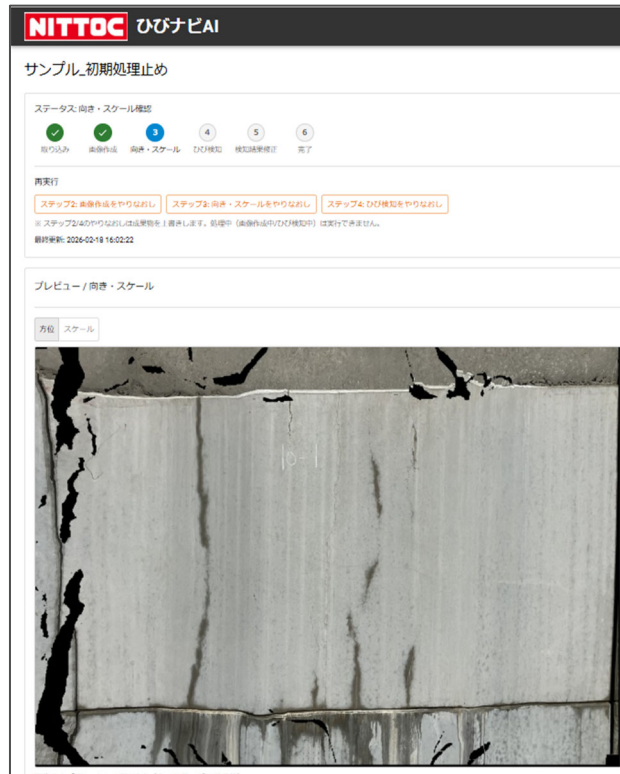 NITTOC ひびナビAI
サンプル_初期処理止め
ステータス: 向き・スケール確認
3 4 5 6
取り込み 画像作成 向き・スケール ひび検知 検知結果修正 完了
再実行
ステップ2: 画像作成をやりなおし ステップ3: 向き・スケールをやりなおし ステップ4: ひび検知をやりなおし
※ ステップ2/4のやりなおしは成果物を上書きします。処理中（画像作成中/ひび検知中）は実行できません。
最終更新: 2026-02-18 16:02:22
プレビュー / 向き・スケール
方位 スケール
10-1